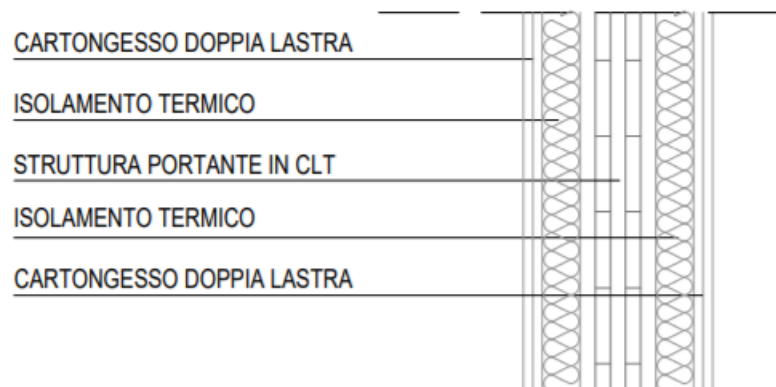 CARTONGESSO DOPPIA LASTRA
ISOLAMENTO TERMICO
STRUTTURA PORTANTE IN CLT
ISOLAMENTO TERMICO
CARTONGESSO DOPPIA LASTRA